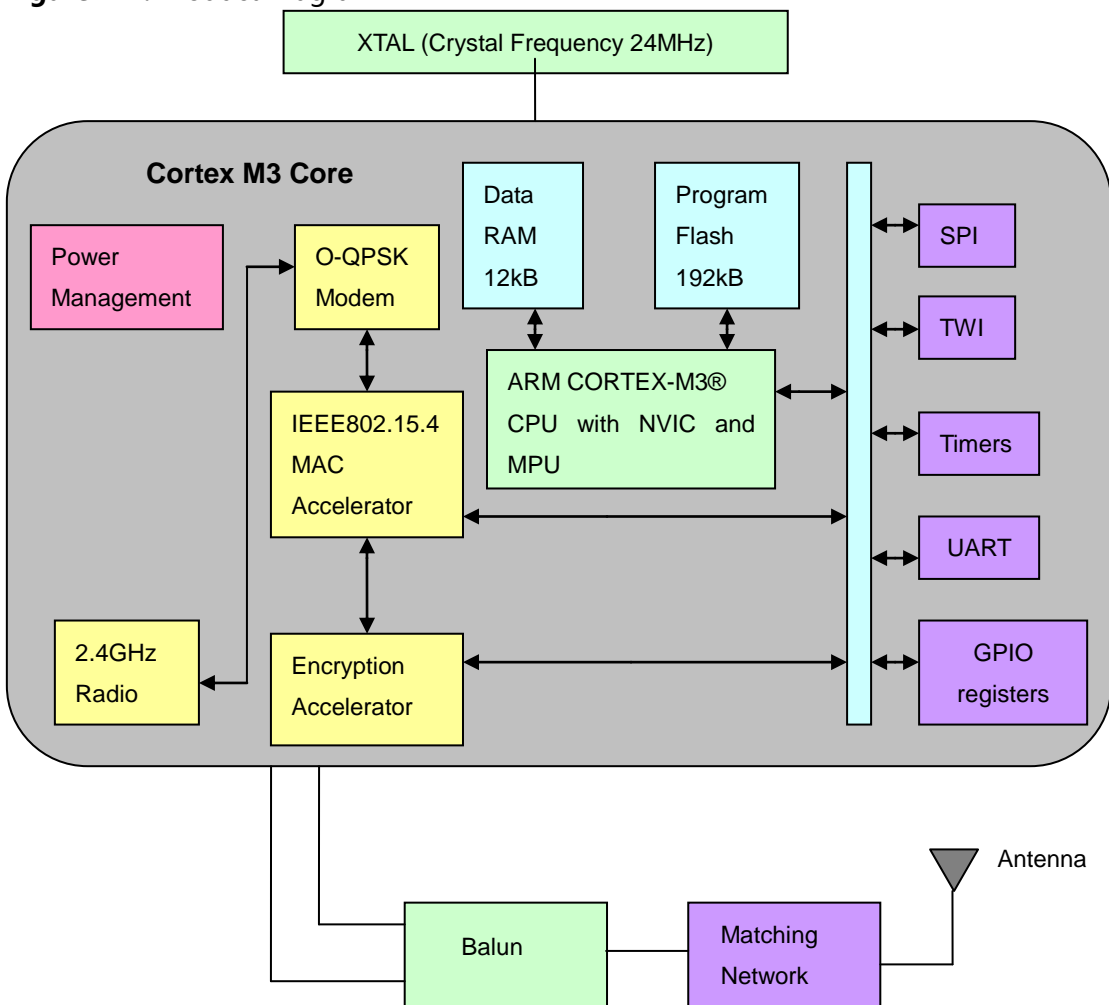 XTAL (Crystal Frequency 24MHz)
Cortex M3 Core
Power
Management
O-QPSK
Modem
Data
RAM
12kB
Program
Flash
192kB
SPI
TWI
IEEE802.15.4
MAC
Accelerator
ARM CORTEX-M3®
CPU with NVIC and
MPU
Timers
UART
2.4GHz
Radio
Encryption
Accelerator
GPIO
registers
Antenna
Balun
Matching
Network